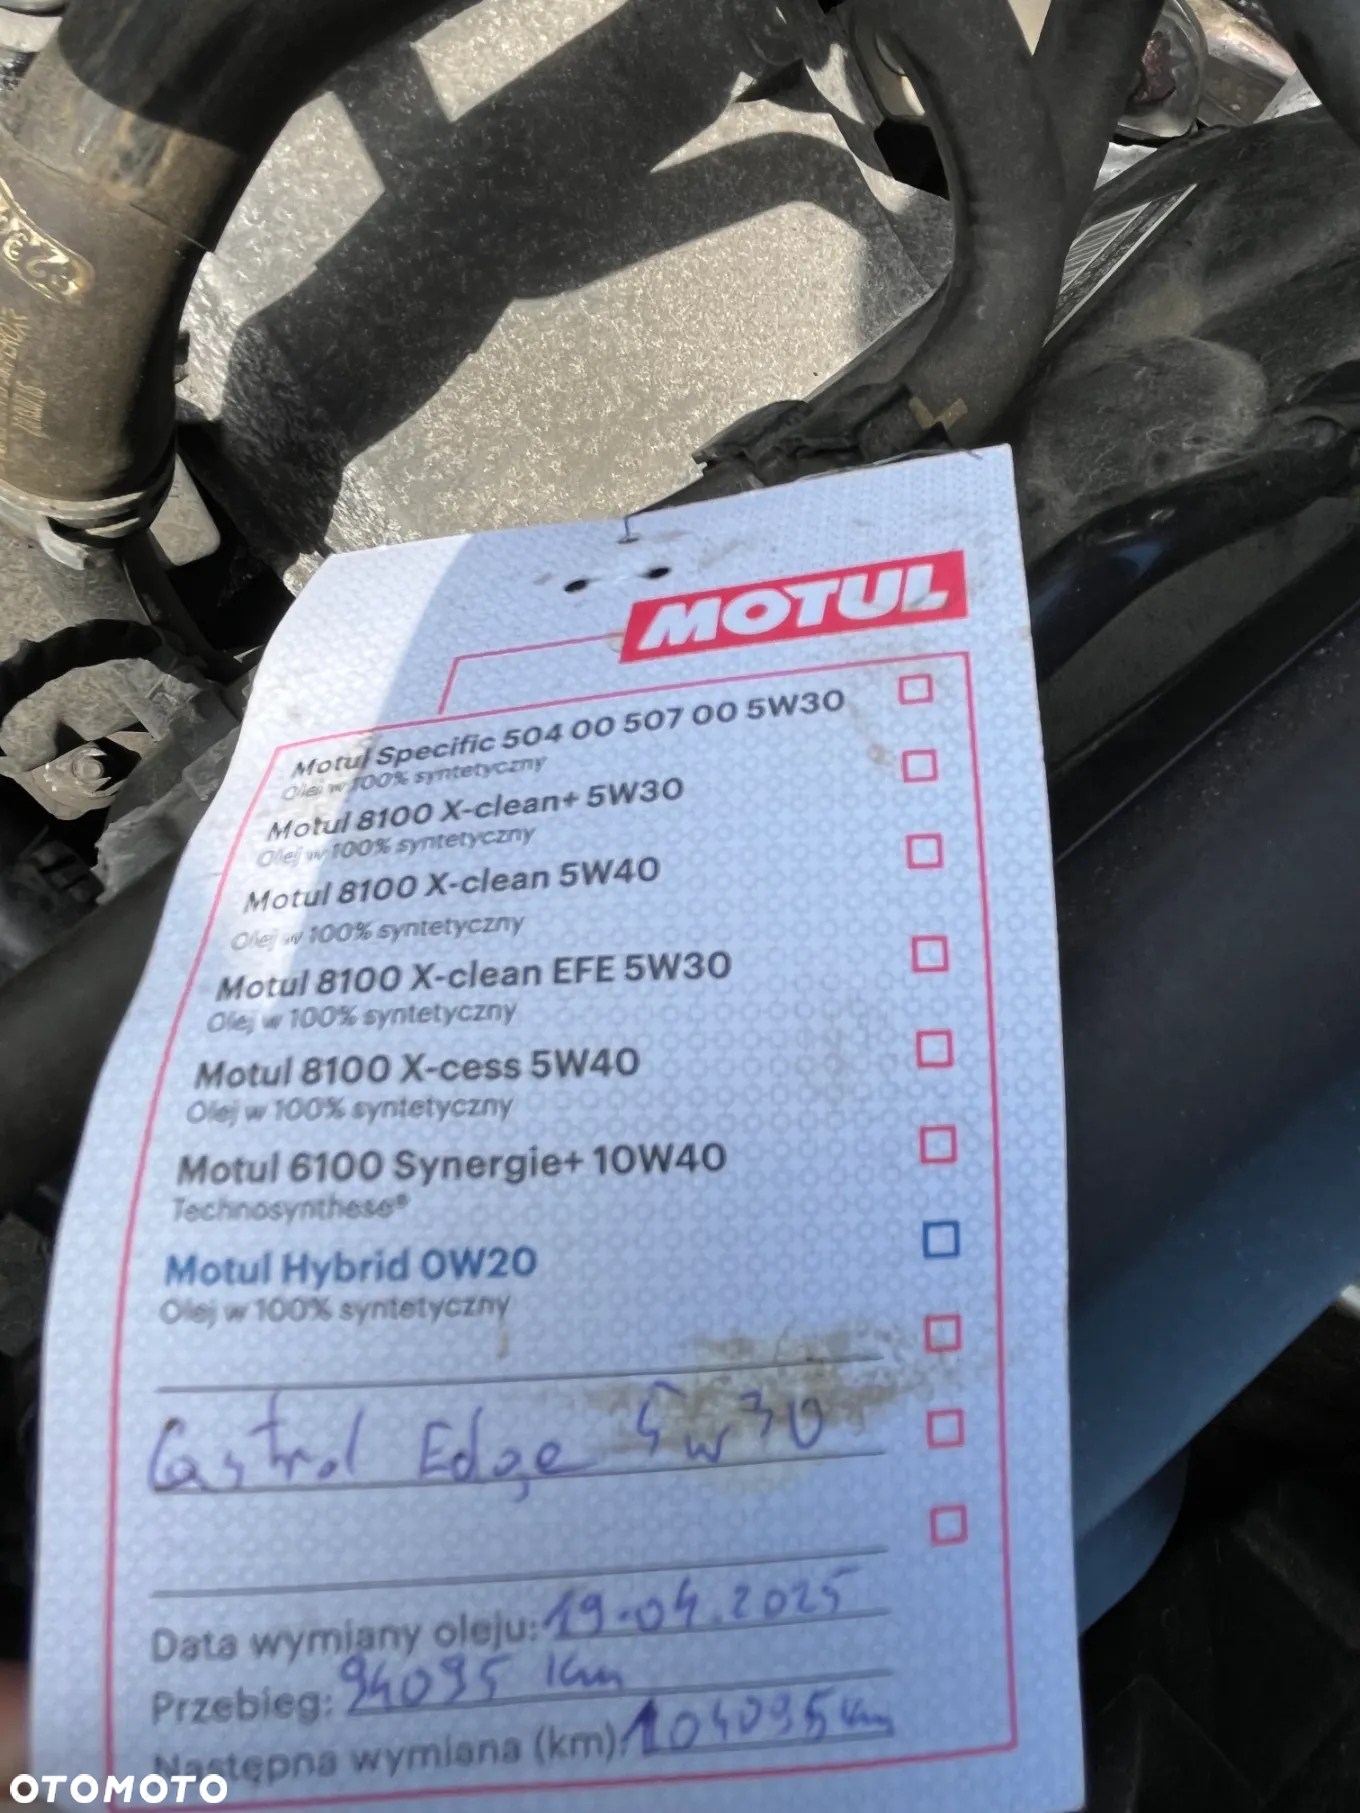 MOTUL
Motul Specific 504 00 507 00 5W30
Olej w 100% syntetyczny
Motul 8100 X-clean+ 5W30
Olej w 100% syntetyczny
Motul 8100 X-clean 5W40
Olej w 100% syntetyczny
Motul 8100 X-clean EFE 5W30
Olej w 100% syntetyczny
Motul 8100 X-cess 5W40
Olej w 100% syntetyczny
Motul 6100 Synergie+ 10W40
Technosynthese®
Motul Hybrid 0W20
Olej w 100% syntetyczny
Castrol Edge 5w30
Data wymiany oleju: 19-04.2025
Przebieg: 94095 km
Następna wymiana (km): 104095 km
OTOMOTO